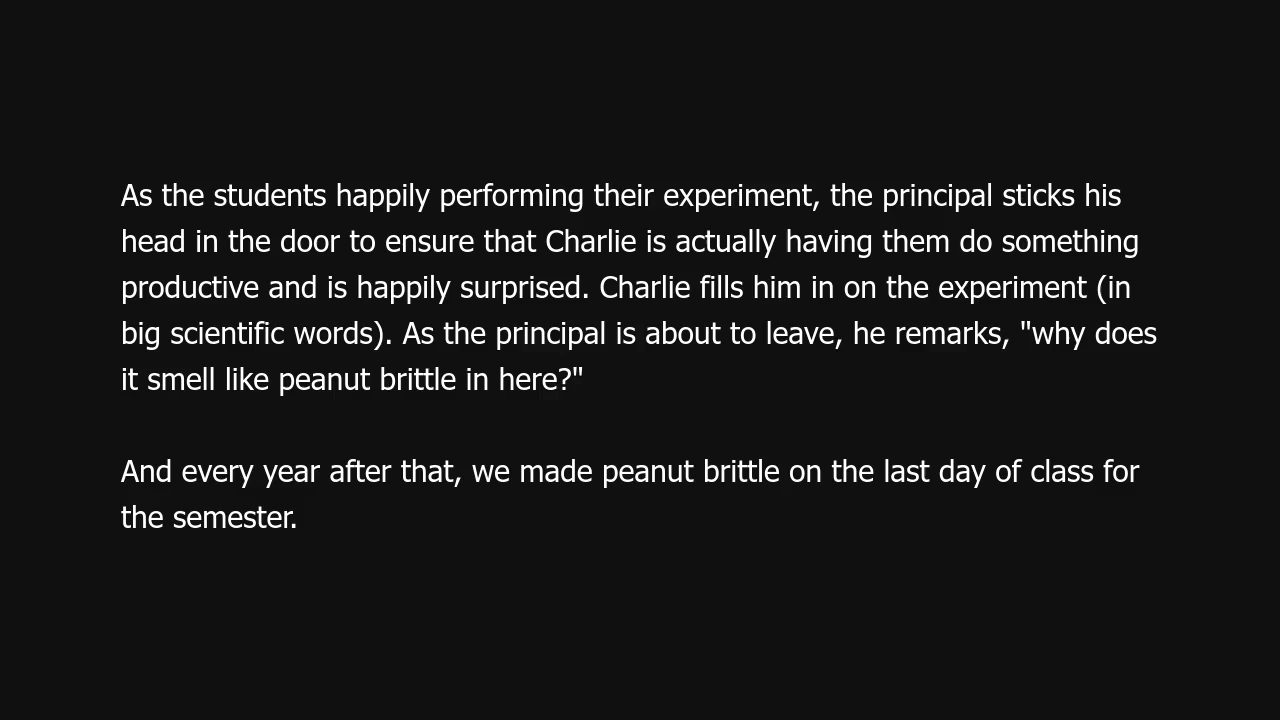 As the students happily performing their experiment, the principal sticks his
head in the door to ensure that Charlie is actually having them do something
productive and is happily surprised. Charlie fills him in on the experiment (in
big scientific words). As the principal is about to leave, he remarks, "why does
it smell like peanut brittle in here?"
And every year after that, we made peanut brittle on the last day of class for
the semester.